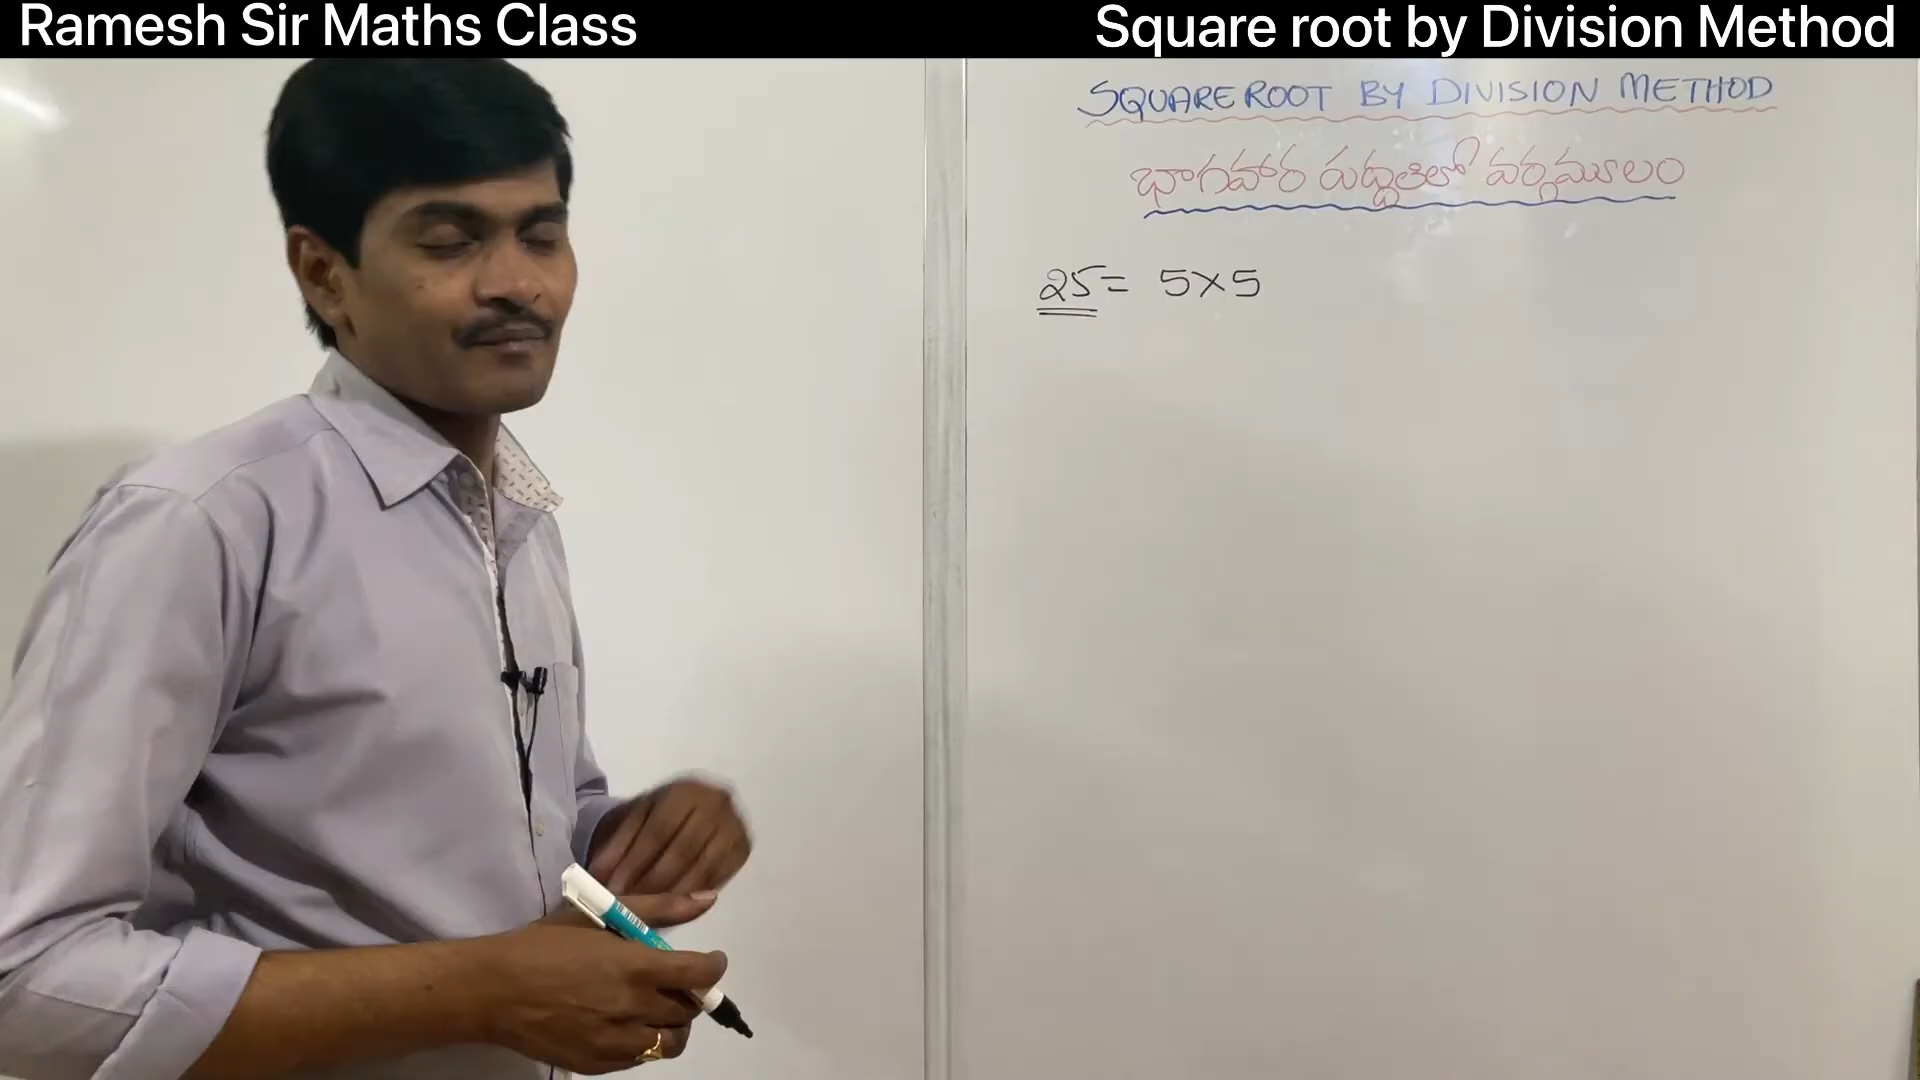 Ramesh Sir Maths Class
Square root by Division Method
SQUARE ROOT BY DIVISION METHOD
భాగహార పద్ధతిలో వర్గమూలం
25 = 5×5